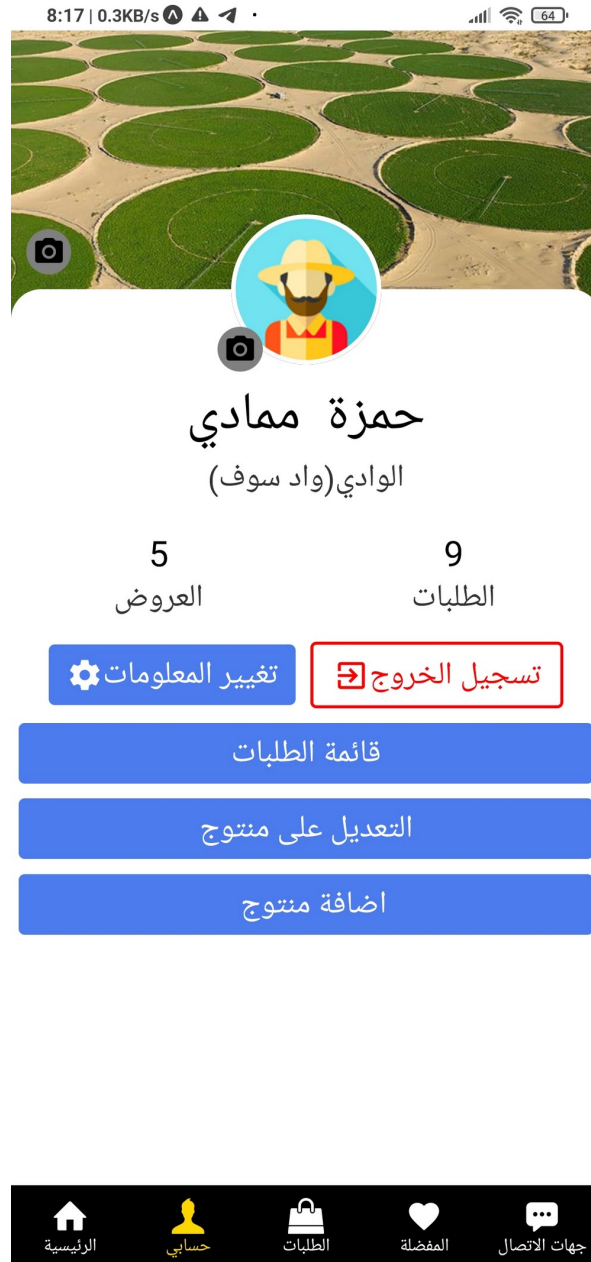 8:17 | 0.3KB/s
64
حمزة ممادي
الوادي(واد سوف)
9
الطلبات
5
العروض
تسجيل الخروج
تغيير المعلومات
قائمة الطلبات
التعديل على منتوج
اضافة منتوج
جهات الاتصال
المفضلة
الطلبات
حسابي
الرئيسية